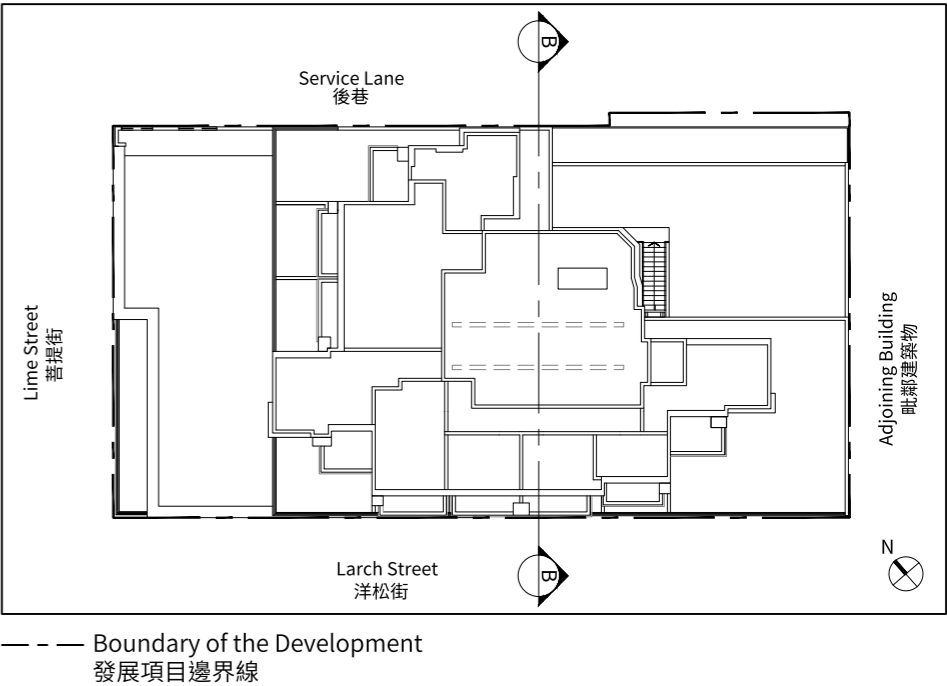 B
Service Lane
後巷
Lime Street
菩提街
Adjoining Building
毗鄰建築物
Larch Street
洋松街
B
N
Boundary of the Development
發展項目邊界線